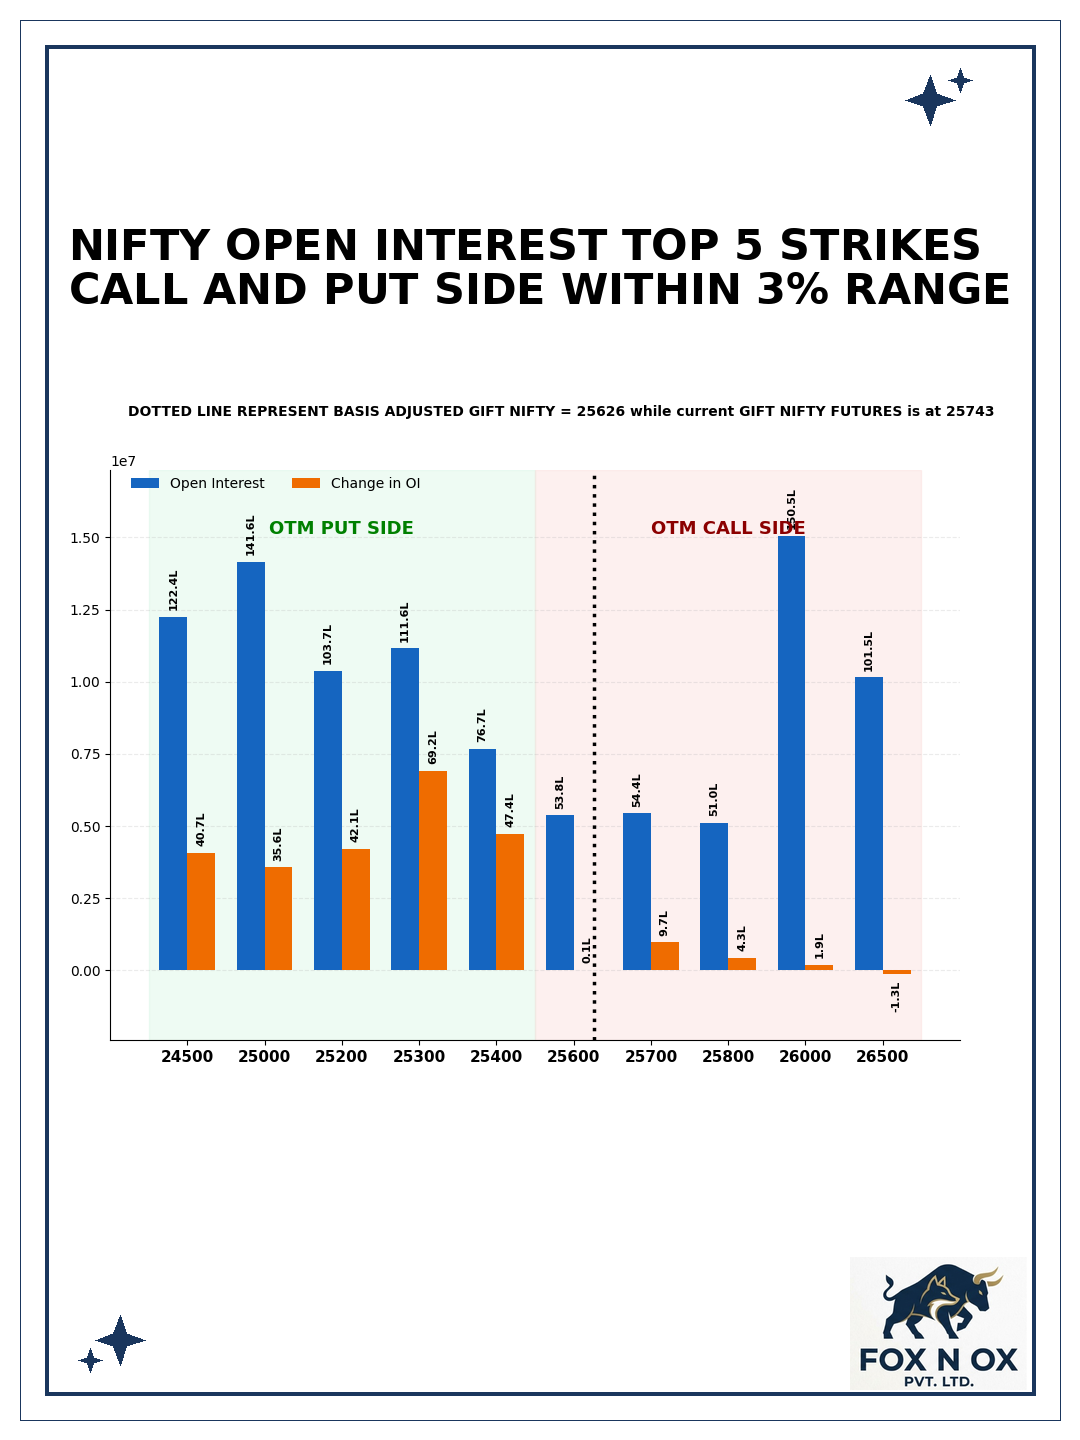 NIFTY OPEN INTEREST TOP 5 STRIKES
CALL AND PUT SIDE WITHIN 3% RANGE
DOTTED LINE REPRESENT BASIS ADJUSTED GIFT NIFTY = 25626 while current GIFT NIFTY FUTURES is at 25743
1e7
Open Interest
Change in OI
OTM PUT SIDE
OTM CALL SIDE
1.50
1.25
1.00
0.75
0.50
0.25
0.00
122.4L
40.7L
141.6L
35.6L
103.7L
42.1L
111.6L
69.2L
76.7L
47.4L
53.8L
0.1L
54.4L
9.7L
51.0L
4.3L
150.5L
1.9L
101.5L
-1.3L
24500 25000 25200 25300 25400 25600 25700 25800 26000 26500
FOX N OX
PVT. LTD.